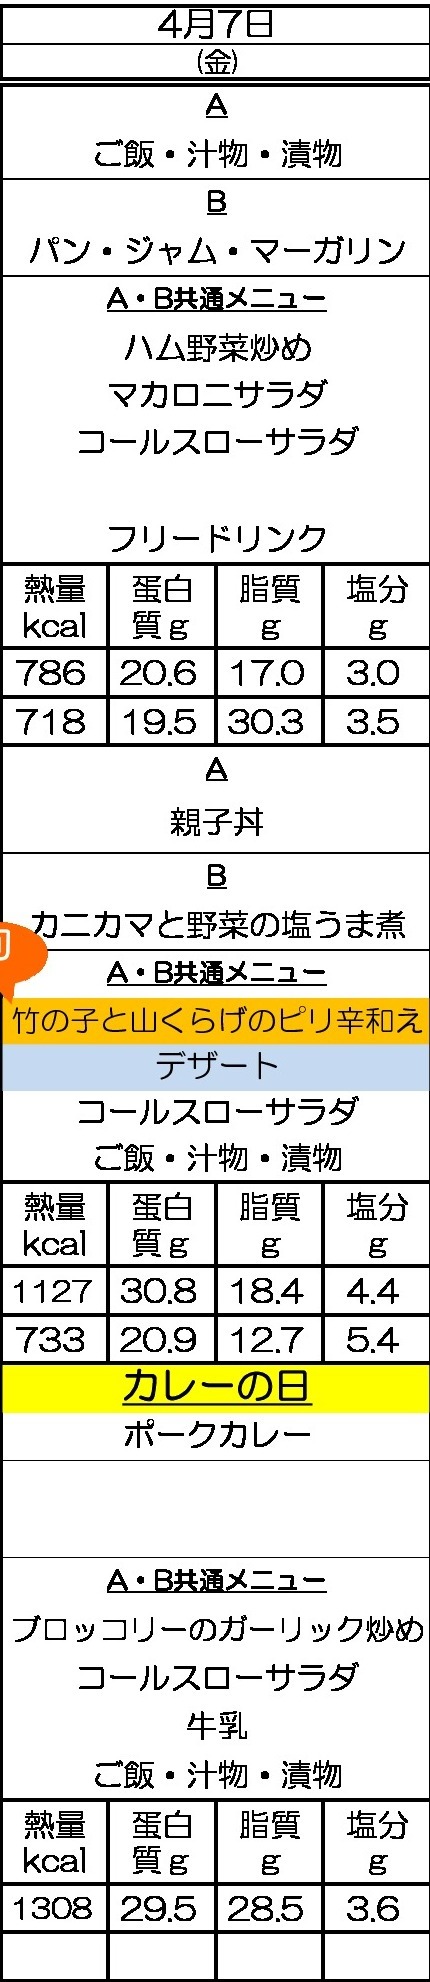 4月7日
(金)
A
ご飯・汁物・漬物
B
パン・ジャム・マーガリン
A・B共通メニュー
ハム野菜炒め
マカロニサラダ
コールスローサラダ
フリードリンク
熱量 蛋白 脂質 塩分
kcal 質g g g
786 20.6 17.0 3.0
718 19.5 30.3 3.5
A
親子丼
B
カニカマと野菜の塩うま煮
A・B共通メニュー
竹の子と山くらげのピリ辛和え
デザート
コールスローサラダ
ご飯・汁物・漬物
熱量 蛋白 脂質 塩分
kcal 質g g g
1127 30.8 18.4 4.4
733 20.9 12.7 5.4
カレーの日
ポークカレー
A・B共通メニュー
ブロッコリーのガーリック炒め
コールスローサラダ
牛乳
ご飯・汁物・漬物
熱量 蛋白 脂質 塩分
kcal 質g g g
1308 29.5 28.5 3.6